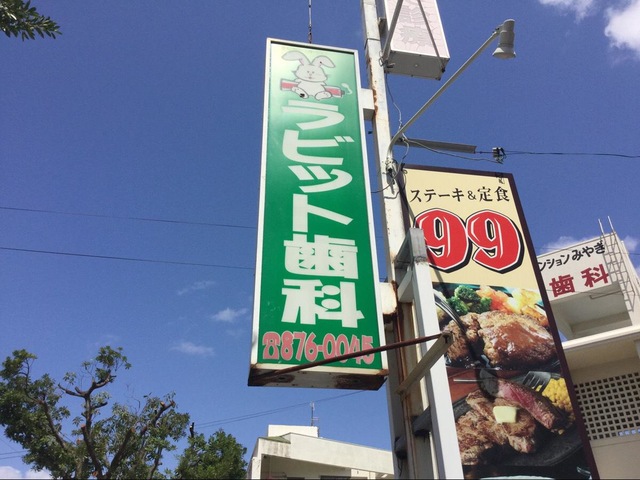 ラビット歯科
☎876-0045
ステーキ&定食
99
ンションみやぎ
歯科